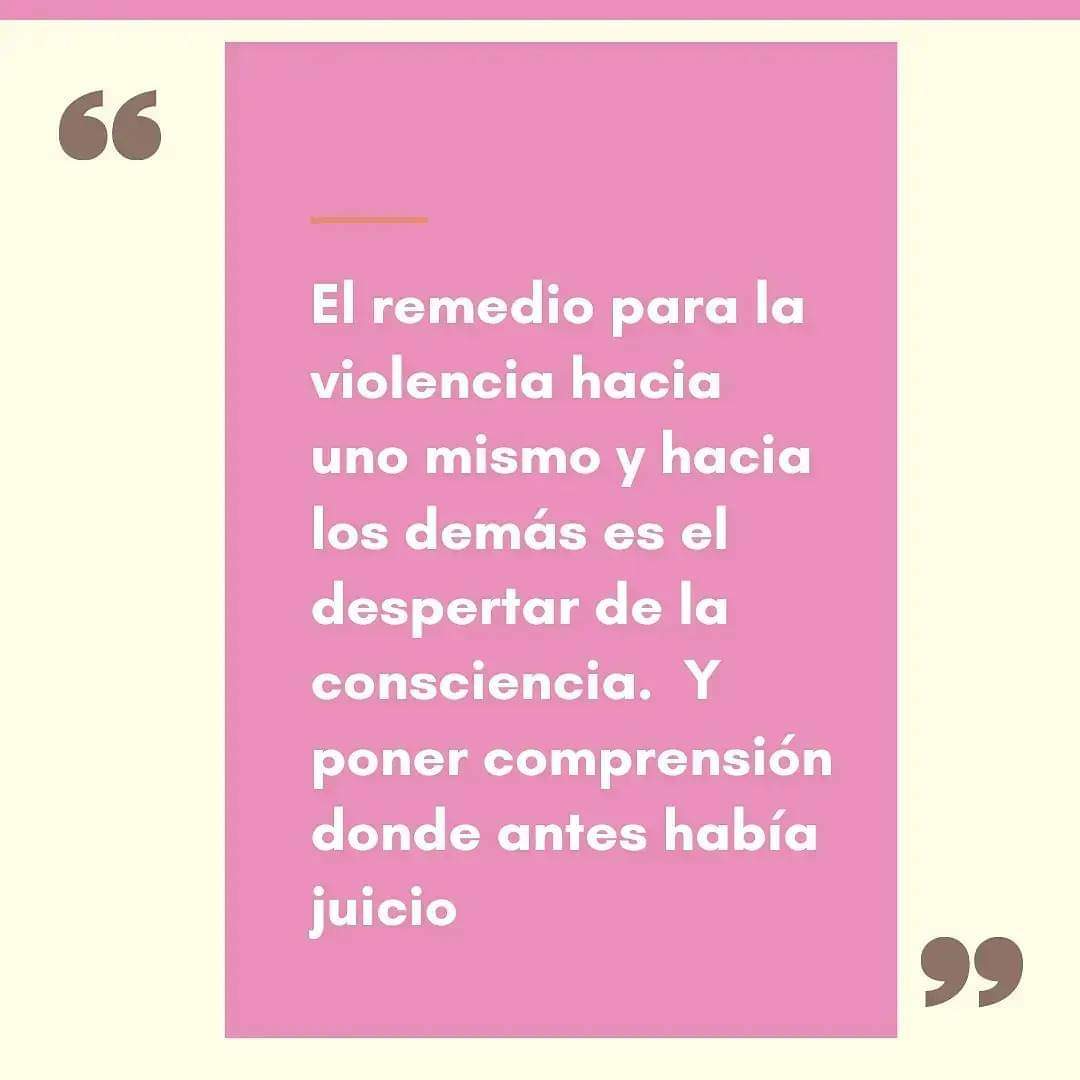 “
El remedio para la
violencia hacia
uno mismo y hacia
los demás es el
despertar de la
consciencia.  Y
poner comprensión
donde antes había
juicio
”